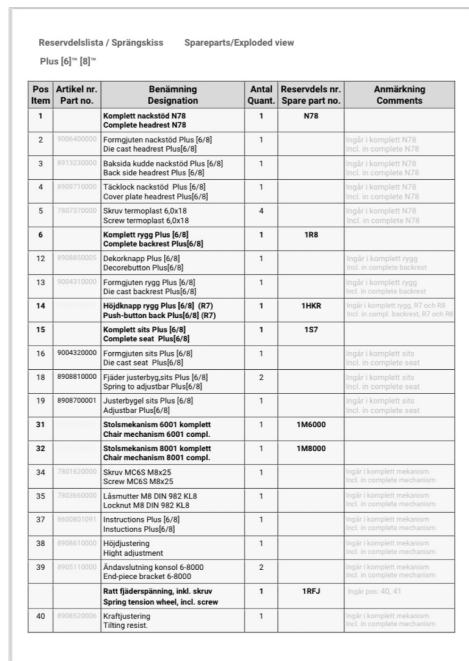 Reservdelslista / Sprängskiss Spareparts/Exploded view
Plus [6]™ [8]™
Pos Artikel nr. Benämning Antal Reservdels nr. Anmärkning
Item Part no. Designation Quant. Spare part no. Comments
1 Komplett nackstöd N78 1 N78
Complete headrest N78
2 9006400000 Formgjuten nackstöd Plus [6/8] 1 Ingår i komplett N78
Die cast headrest Plus[6/8] Incl. in complete N78
3 8913230000 Baksida kudde nackstöd Plus [6/8] 1 Ingår i komplett N78
Back side headrest Plus [6/8] Incl. in complete N78
4 8909710000 Täcklock nackstöd Plus [6/8] 1 Ingår i komplett N78
Cover plate headrest Plus[6/8] Incl. in complete N78
5 7807370000 Skruv termoplast 6,0x18 4 Ingår i komplett N78
Screw termoplast 6,0x18 Incl. in complete N78
6 Komplett rygg Plus [6/8] 1 1R8
Complete backrest Plus[6/8]
12 8908850005 Dekorknapp Plus [6/8] 1 Ingår i komplett rygg
Decorebutton Plus[6/8] Incl. in complete backrest
13 9004310000 Formgjuten rygg Plus [6/8] 1 Ingår i komplett rygg
Die cast backrest Plus[6/8] Incl. in complete backrest
14 Höjdknapp rygg Plus [6/8] (R7) 1 1HKR Ingår i komplett rygg, R7 och R8
Push-button back Plus[6/8] (R7) Incl. in compl. backrest, R7 och R8
15 Komplett sits Plus [6/8] 1 1S7
Complete seat Plus[6/8]
16 9004320000 Formgjuten sits Plus [6/8] 1 Ingår i komplett sits
Die cast seat Plus[6/8] Incl. in complete seat
18 8908810000 Fjäder justerbyg,sits Plus [6/8] 2 Ingår i komplett sits
Spring to adjustbar Plus[6/8] Incl. in complete seat
19 8908700001 Justerbygel sits Plus [6/8] 1 Ingår i komplett sits
Adjustbar Plus[6/8] Incl. in complete seat
31 Stolsmekanism 6001 komplett 1 1M6000
Chair mechanism 6001 compl.
32 Stolsmekanism 8001 komplett 1 1M8000
Chair mechanism 8001 compl.
34 7801620000 Skruv MC6S M8x25 1 Ingår i komplett mekanism
Screw MC6S M8x25 Incl. in complete mechanism
35 7803660000 Låsmutter M8 DIN 982 KL8 1 Ingår i komplett mekanism
Locknut M8 DIN 982 KL8 Incl. in complete mechanism
37 8600801091 Instructions Plus [6/8] 1 Ingår i komplett mekanism
Instuctions Plus[6/8] Incl. in complete mechanism
38 8908610000 Höjdjustering 1 Ingår i komplett mekanism
Hight adjustment Incl. in complete mechanism
39 8905110000 Ändavslutning konsol 6-8000 2 Ingår i komplett mekanism
End-piece bracket 6-8000 Incl. in complete mechanism
Ratt fjäderspänning, inkl. skruv 1 1RFJ Ingår pos: 40, 41
Spring tension wheel, incl. screw
40 8908620006 Kraftjustering 1 Ingår i komplett mekanism
Tilting resist. Incl. in complete mechanism